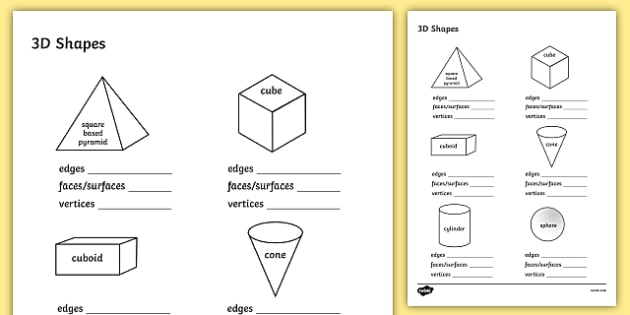 3D Shapes
square
based
pyramid
cube
edges
faces/surfaces
vertices
edges
faces/surfaces
vertices
cuboid
cone
edges
edges
3D Shapes
square
based
pyramid
cube
edges
faces/surfaces
vertices
edges
faces/surfaces
vertices
cuboid
cone
edges
faces/surfaces
vertices
edges
faces/surfaces
vertices
cylinder
sphere
edges
faces/surfaces
vertices
edges
faces/surfaces
vertices